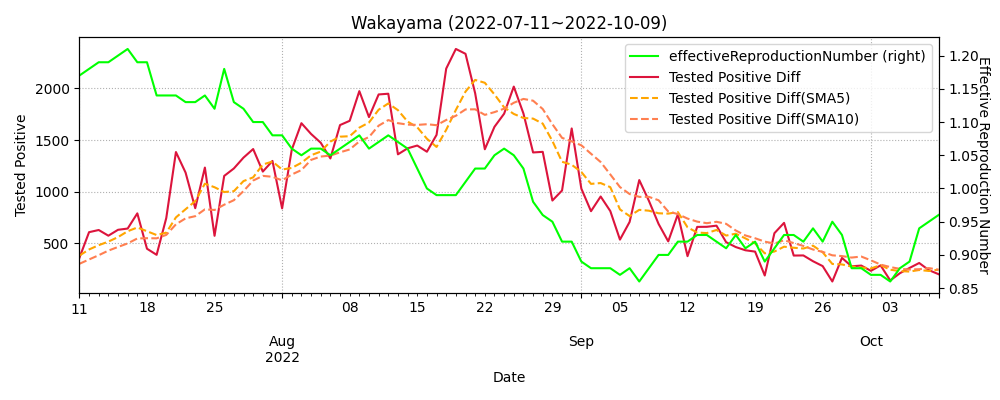 Wakayama (2022-07-11~2022-10-09)
effectiveReproductionNumber (right)
Tested Positive Diff
Tested Positive Diff(SMA5)
Tested Positive Diff(SMA10)
Tested Positive
2000
1500
1000
500
Effective Reproduction Number
1.20
1.15
1.10
1.05
1.00
0.95
0.90
0.85
11 18 25 08 15 22 29 05 12 19 26 03
Aug Sep Oct
2022
Date